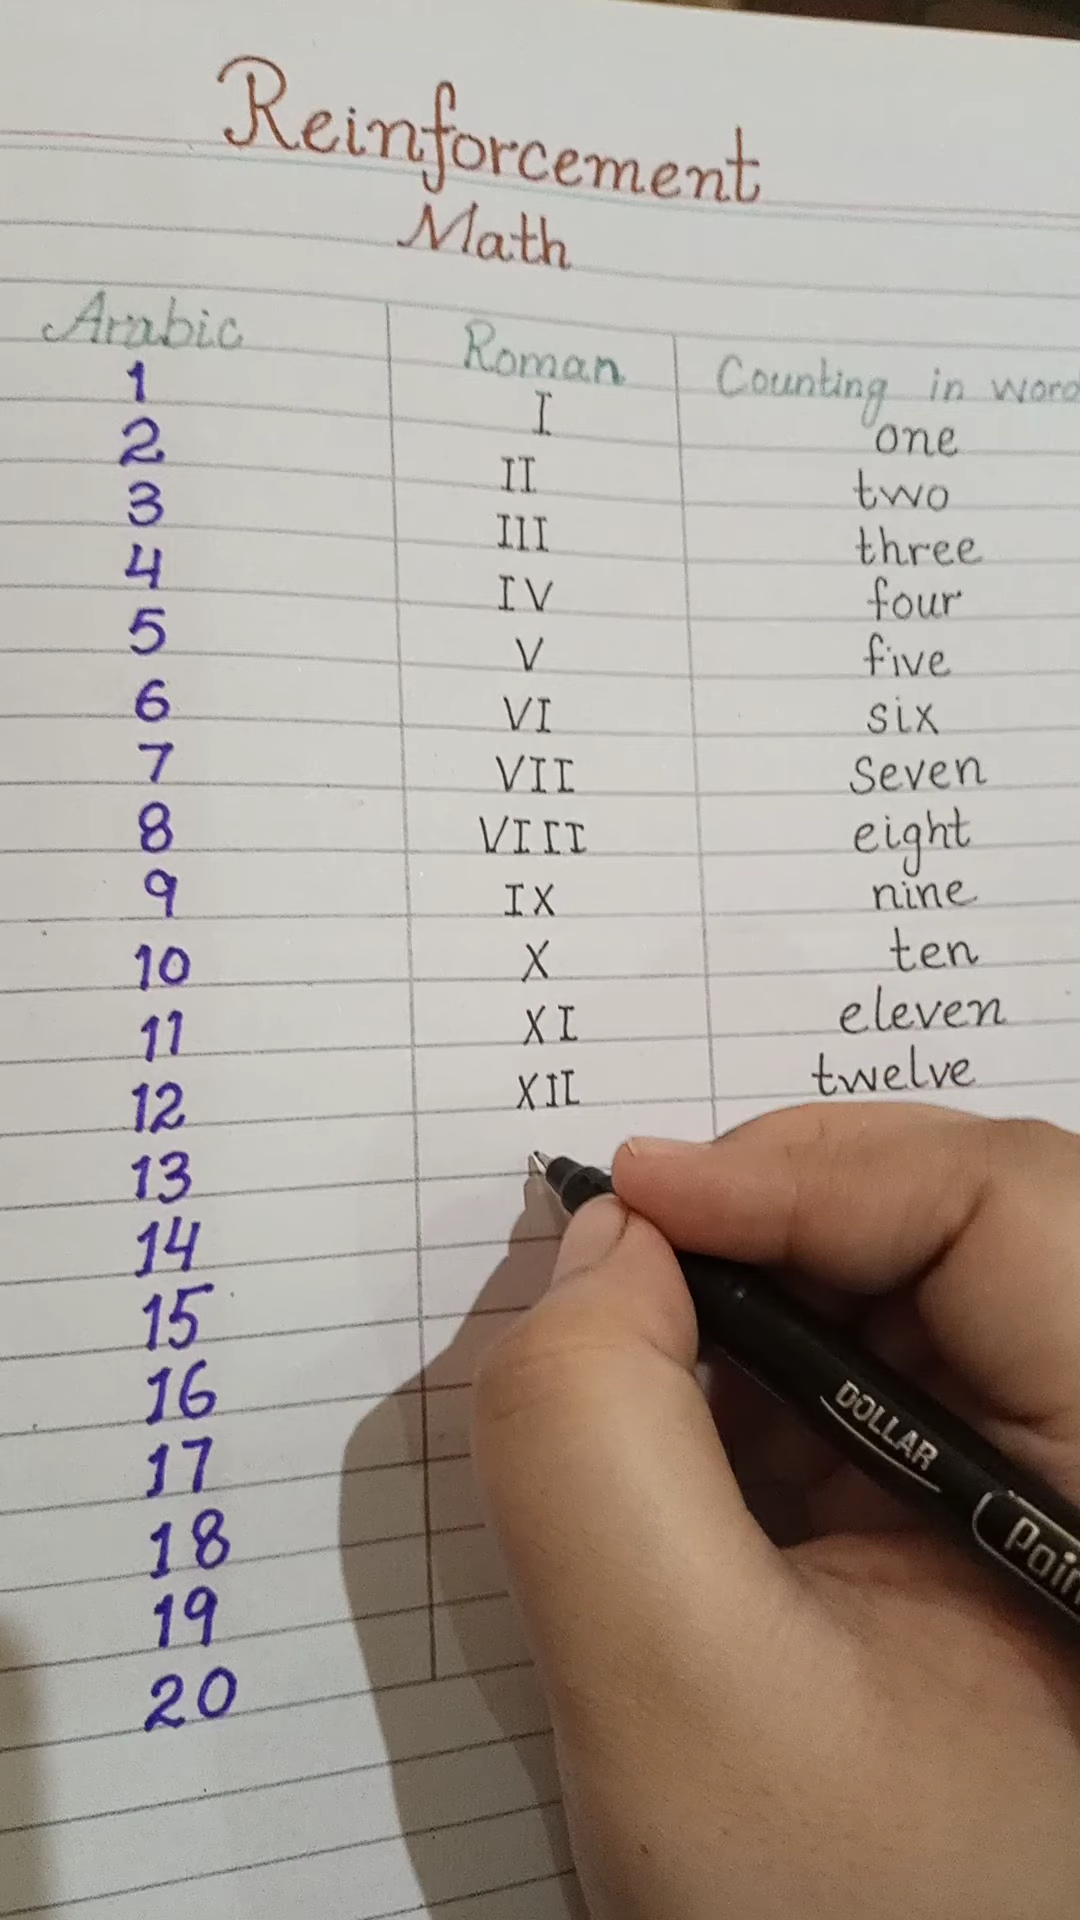 Reinforcement
Math
Arabic Roman Counting in word
1 I one
2 II two
3 III three
4 IV four
5 V five
6 VI six
7 VII seven
8 VIII eight
9 IX nine
10 X ten
11 XI eleven
12 XII twelve
13
14
15
16
17
18
19
20
DOLLAR